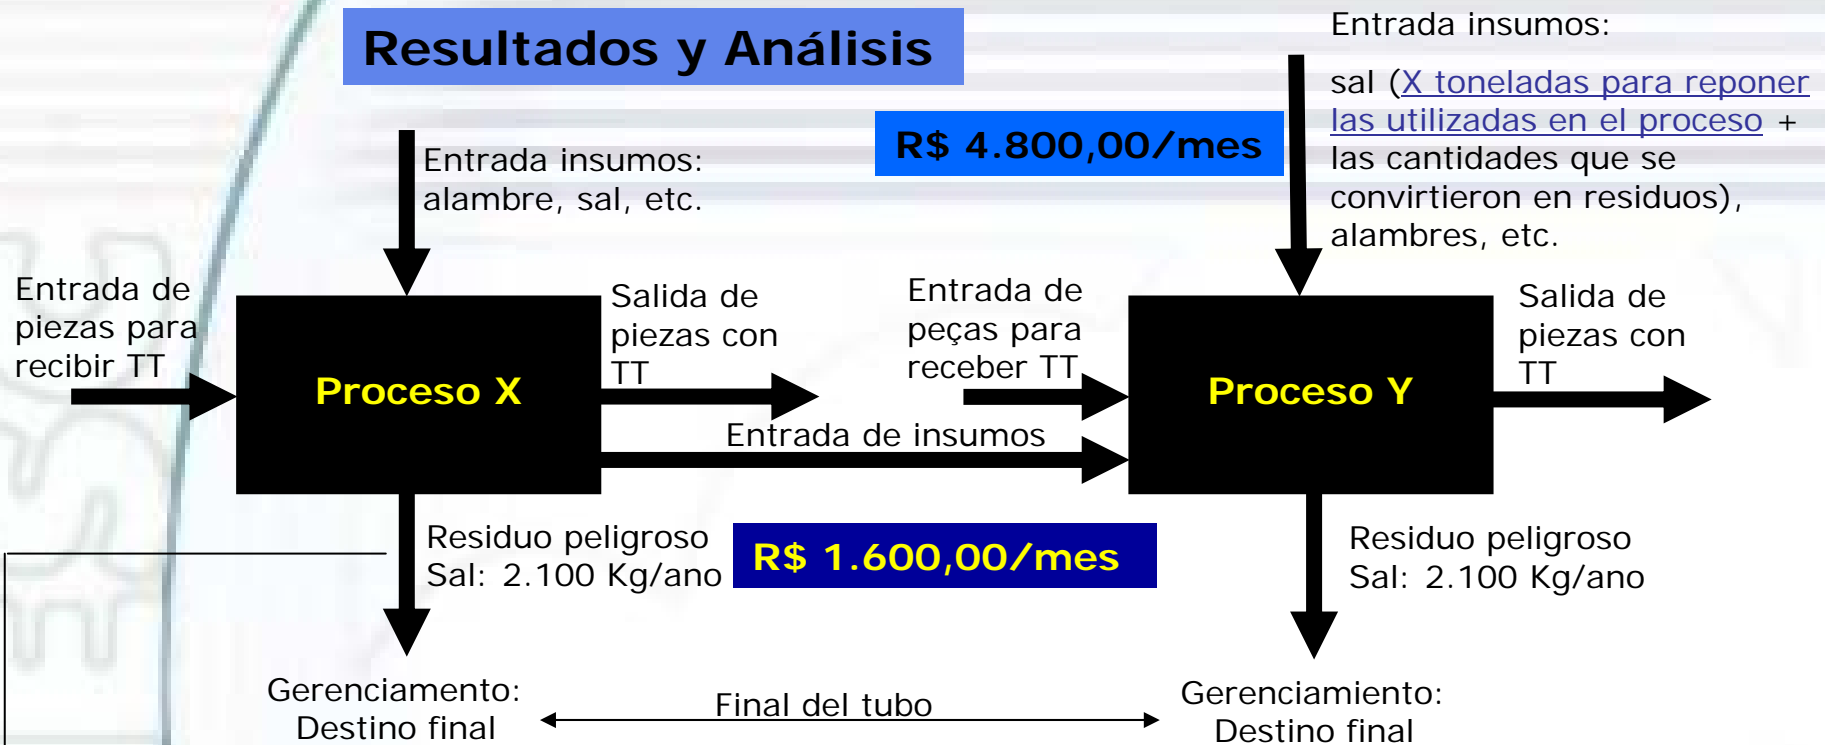 Resultados y Análisis
Entrada insumos:
sal (X toneladas para reponer
las utilizadas en el proceso +
las cantidades que se
convirtieron en residuos),
alambres, etc.
R$ 4.800,00/mes
Entrada insumos:
alambre, sal, etc.
Entrada de
piezas para
recibir TT
Proceso X
Salida de
piezas con
TT
Entrada de
peças para
receber TT
Proceso Y
Salida de
piezas con
TT
Entrada de insumos
Residuo peligroso
Sal: 2.100 Kg/ano
R$ 1.600,00/mes
Residuo peligroso
Sal: 2.100 Kg/ano
Gerenciamento:
Destino final
Final del tubo
Gerenciamiento:
Destino final